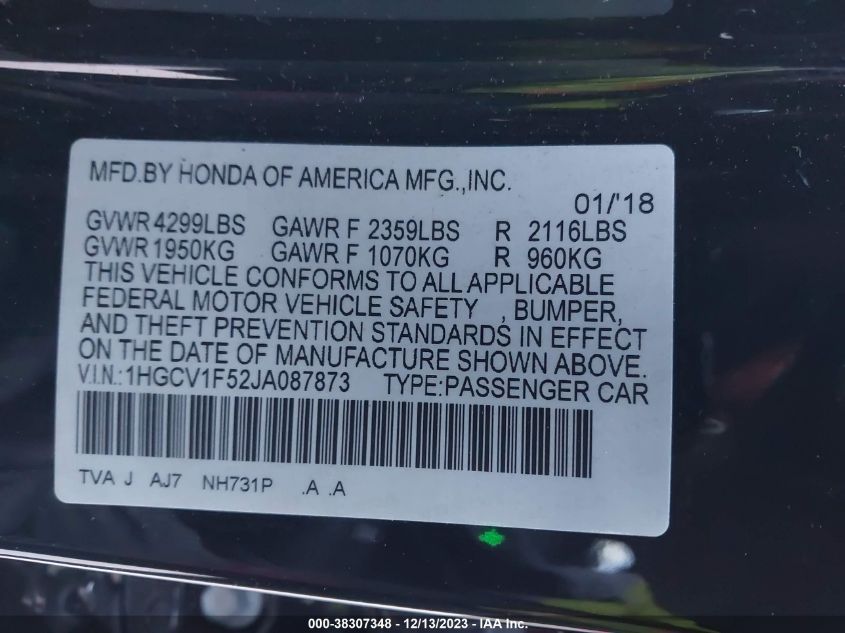 MFD.BY HONDA OF AMERICA MFG.,INC.
01/'18
GVWR 4299LBS GAWR F 2359LBS R 2116LBS
GVWR 1950KG GAWR F 1070KG R 960KG
THIS VEHICLE CONFORMS TO ALL APPLICABLE
FEDERAL MOTOR VEHICLE SAFETY , BUMPER,
AND THEFT PREVENTION STANDARDS IN EFFECT
ON THE DATE OF MANUFACTURE SHOWN ABOVE.
V.I.N.:1HGCV1F52JA087873 TYPE:PASSENGER CAR
TVA J AJ7 NH731P .A .A
000-38307348 - 12/13/2023 - IAA Inc.